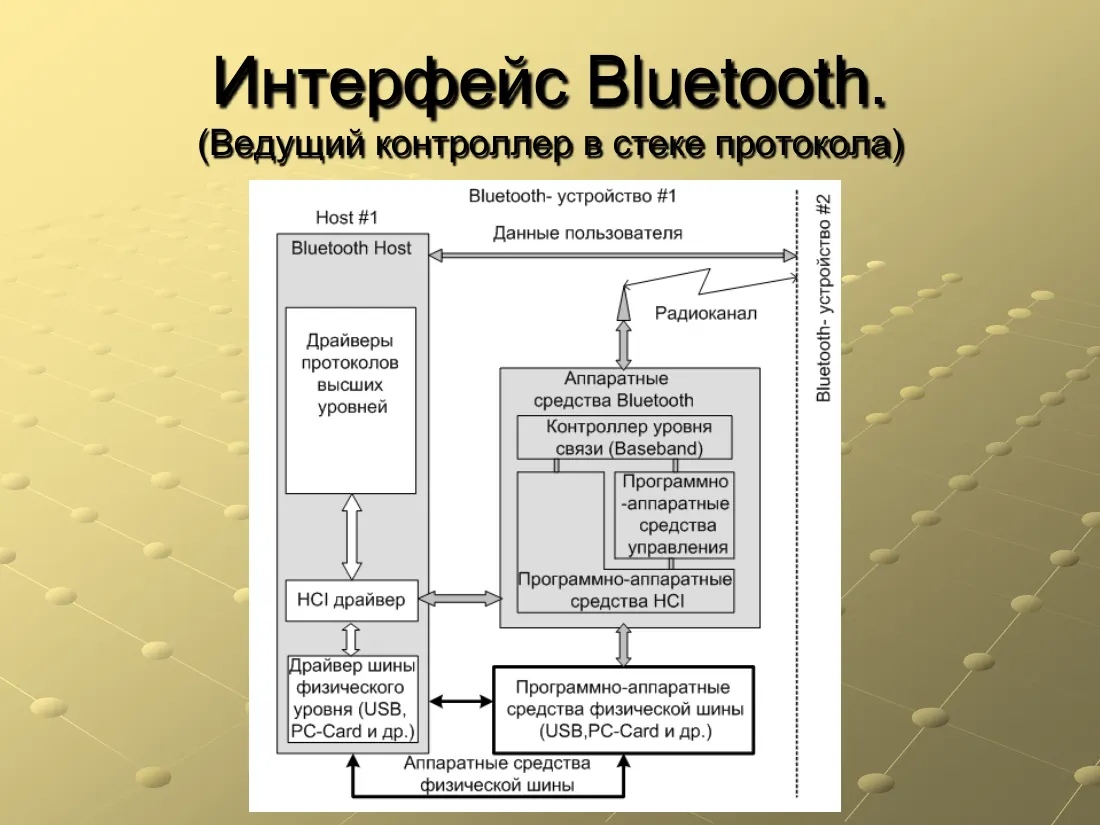 Интерфейс Bluetooth.
(Ведущий контроллер в стеке протокола)
Bluetooth- устройство #1
Host #1
Bluetooth Host
Данные пользователя
Bluetooth- устройство #2
Радиоканал
Драйверы
протоколов
высших
уровней
Аппаратные
средства Bluetooth
Контроллер уровня
связи (Baseband)
Программно
-аппаратные
средства
управления
Программно-аппаратные
средства HCI
HCI драйвер
Драйвер шины
физического
уровня (USB,
PC-Card и др.)
Программно-аппаратные
средства физической шины
(USB,PC-Card и др.)
Аппаратные средства
физической шины